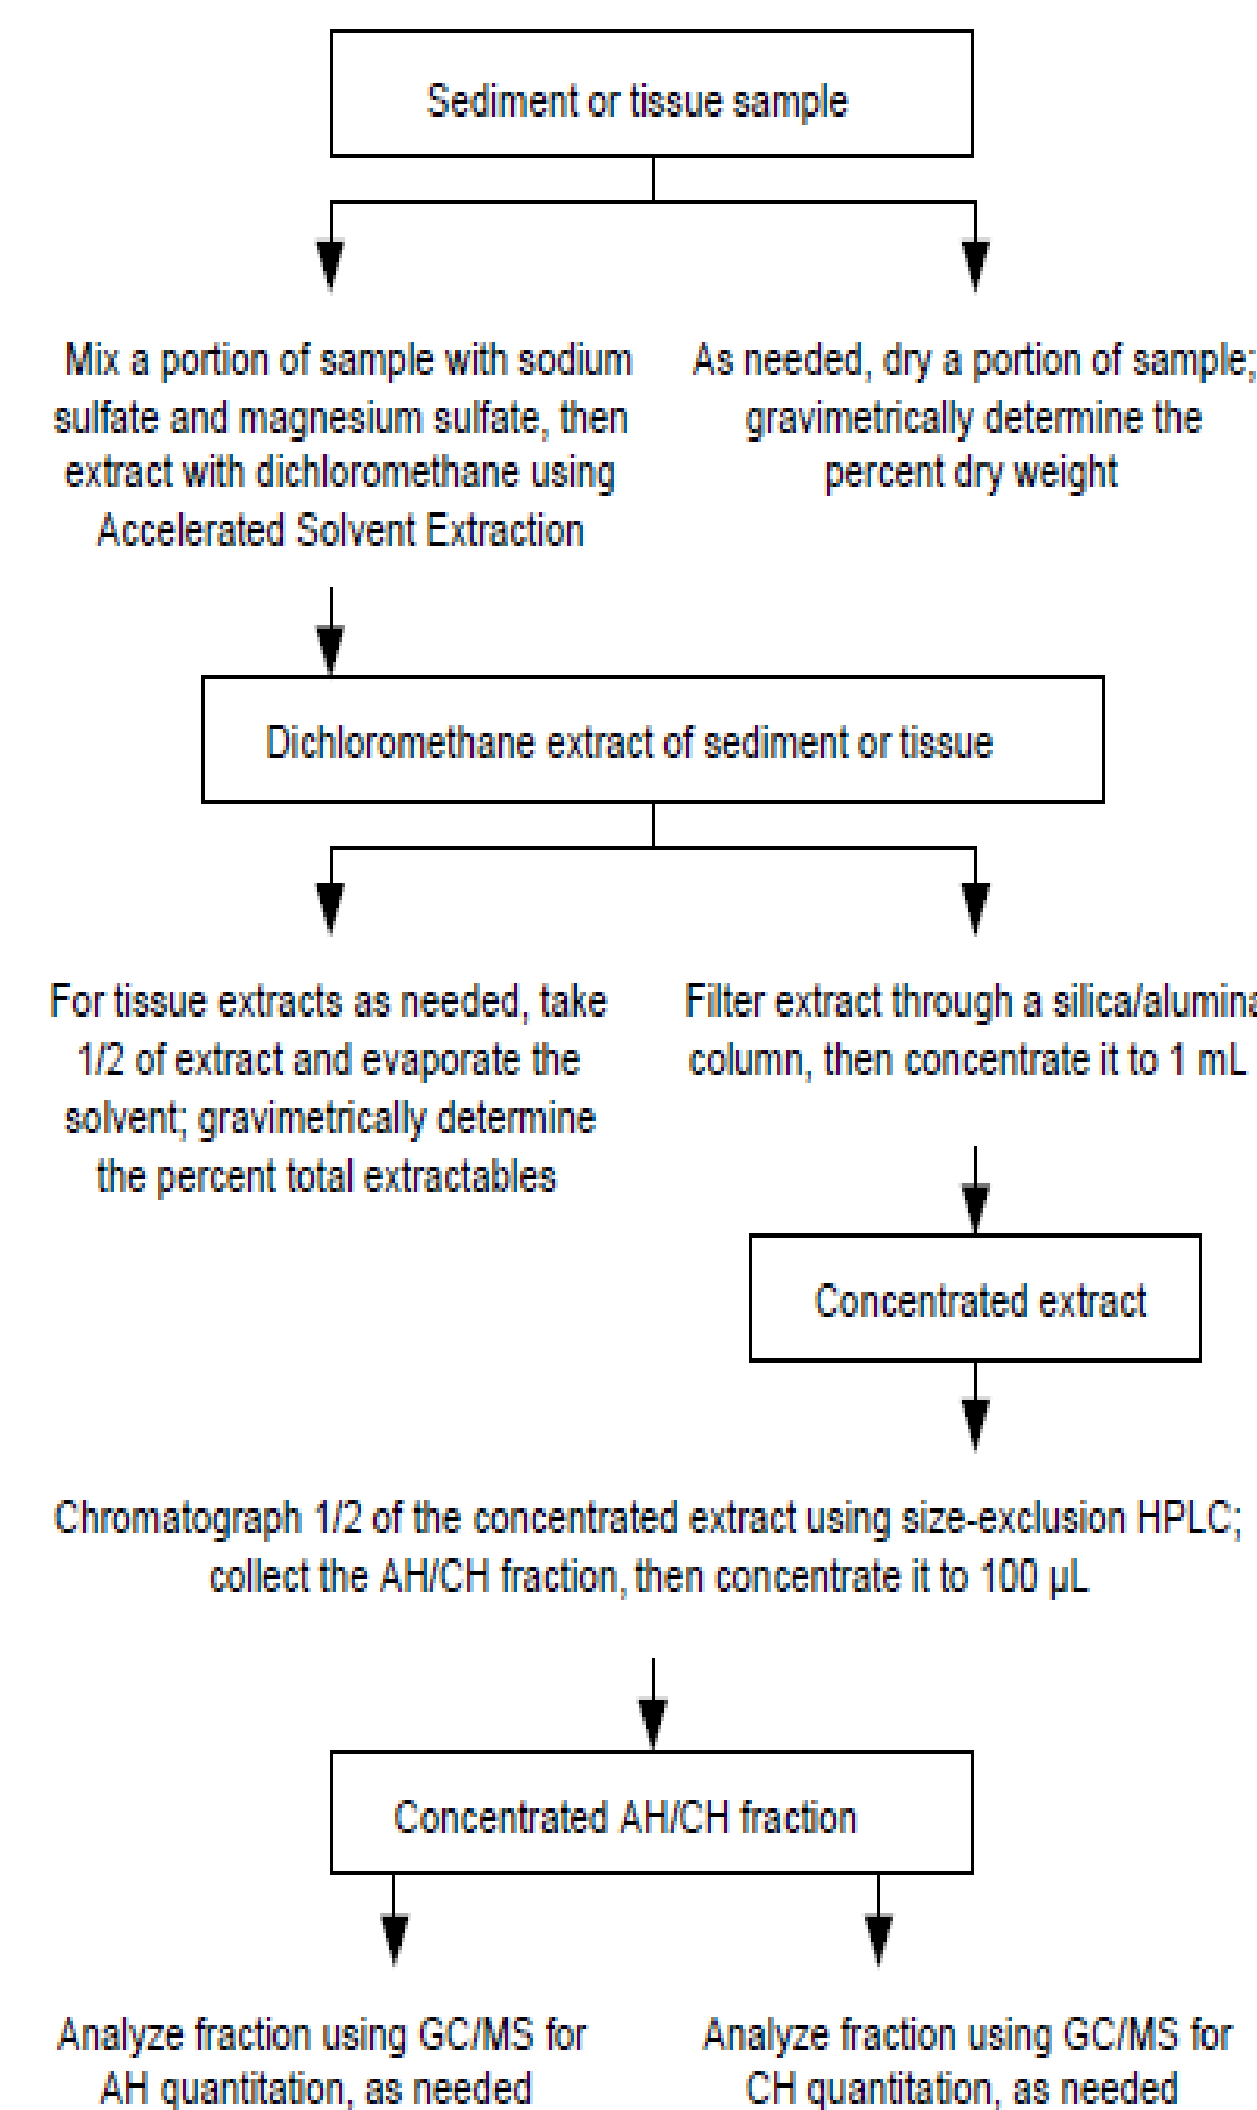 Sediment or tissue sample
Mix a portion of sample with sodium
sulfate and magnesium sulfate, then
extract with dichloromethane using
Accelerated Solvent Extraction
As needed, dry a portion of sample;
gravimetrically determine the
percent dry weight
Dichloromethane extract of sediment or tissue
For tissue extracts as needed, take
1/2 of extract and evaporate the
solvent; gravimetrically determine
the percent total extractables
Filter extract through a silica/alumina
column, then concentrate it to 1 mL
Concentrated extract
Chromatograph 1/2 of the concentrated extract using size-exclusion HPLC;
collect the AH/CH fraction, then concentrate it to 100 µL
Concentrated AH/CH fraction
Analyze fraction using GC/MS for
AH quantitation, as needed
Analyze fraction using GC/MS for
CH quantitation, as needed